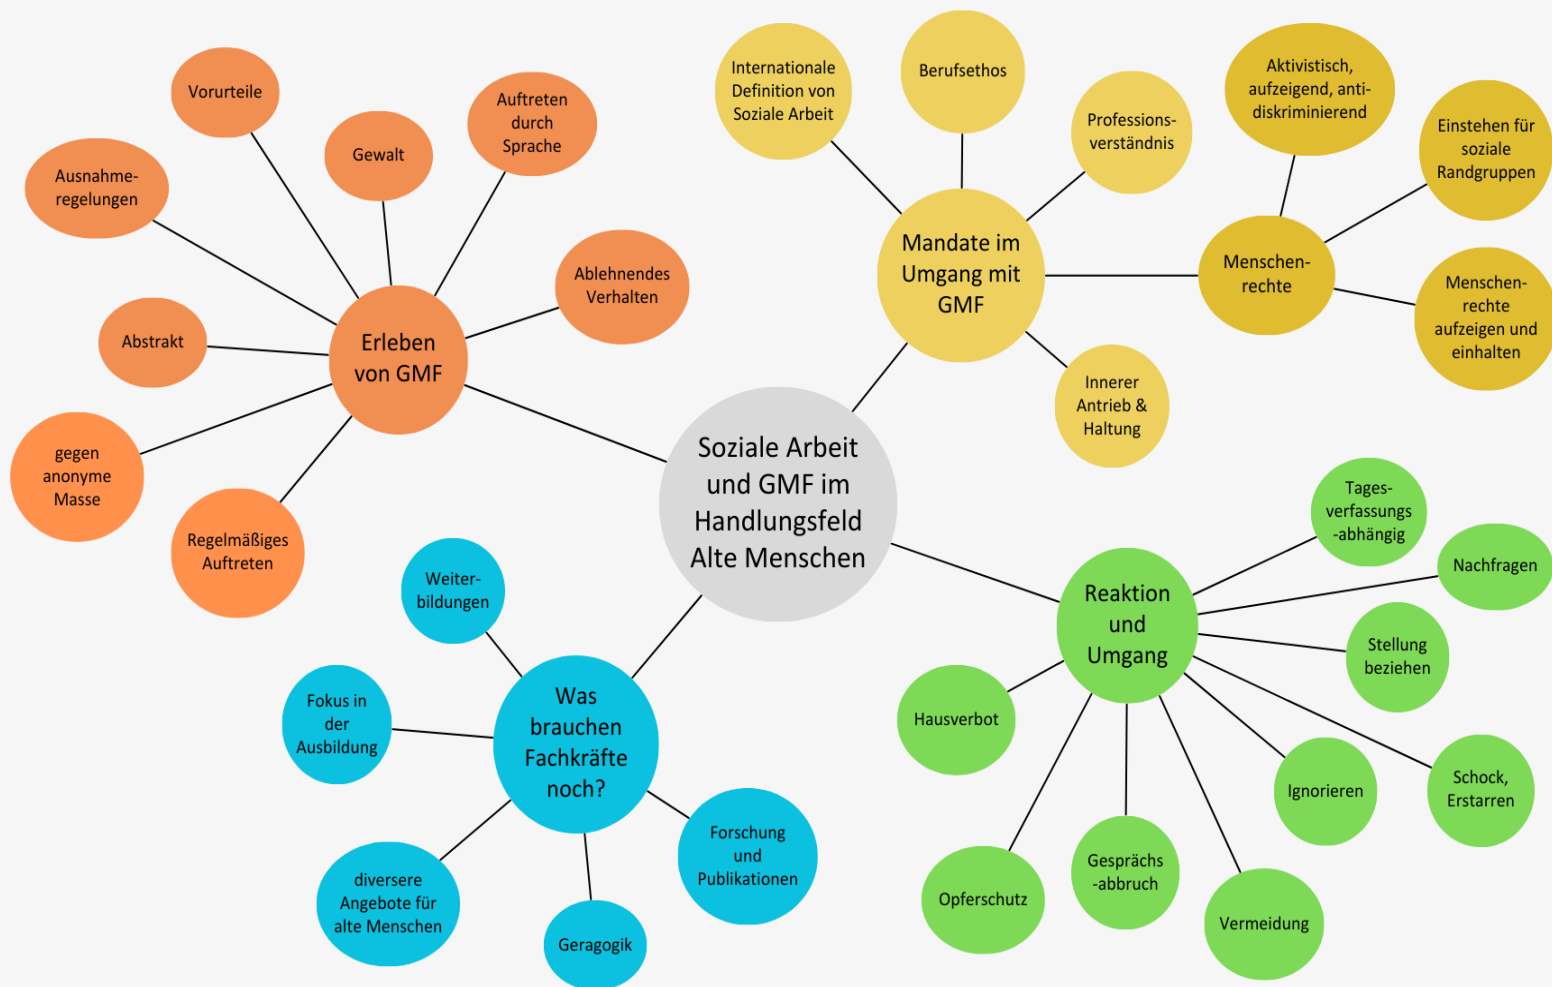 Soziale Arbeit
und GMF im
Handlungsfeld
Alte Menschen
Erleben
von GMF
Vorurteile
Gewalt
Auftreten
durch
Sprache
Ausnahme-
regelungen
Ablehnendes
Verhalten
Abstrakt
gegen
anonyme
Masse
Regelmäßiges
Auftreten
Mandate im
Umgang mit
GMF
Internationale
Definition von
Soziale Arbeit
Berufsethos
Professions-
verständnis
Innerer
Antrieb &
Haltung
Menschen-
rechte
Aktivistisch,
aufzeigend, anti-
diskriminierend
Einstehen für
soziale
Randgruppen
Menschen-
rechte
aufzeigen und
einhalten
Was
brauchen
Fachkräfte
noch?
Weiter-
bildungen
Fokus in
der
Ausbildung
diversere
Angebote für
alte Menschen
Geragogik
Forschung
und
Publikationen
Reaktion
und
Umgang
Tages-
verfassungs
-abhängig
Nachfragen
Stellung
beziehen
Schock,
Erstarren
Ignorieren
Vermeidung
Gesprächs
-abbruch
Opferschutz
Hausverbot